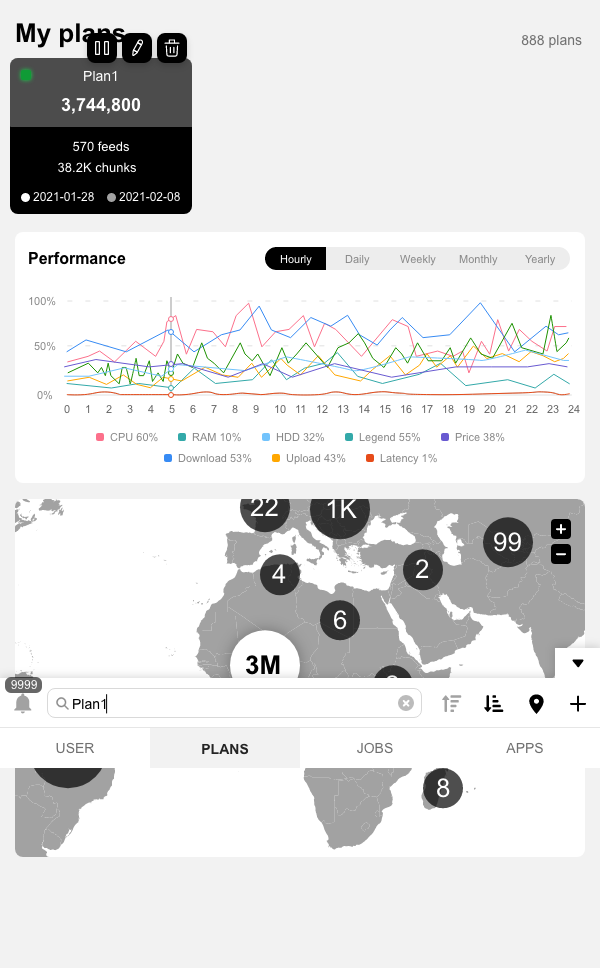 My plans
888 plans
Plan1
3,744,800
570 feeds
38.2K chunks
2021-01-28 2021-02-08
Performance
Hourly Daily Weekly Monthly Yearly
100%
50%
0%
0 1 2 3 4 5 6 7 8 9 10 11 12 13 14 15 16 17 18 19 20 21 22 23 24
CPU 60% RAM 10% HDD 32% Legend 55% Price 38%
Download 53% Upload 43% Latency 1%
22 1K
99
+
−
4 2
6
3M
9999
Plan1
USER PLANS JOBS APPS
8